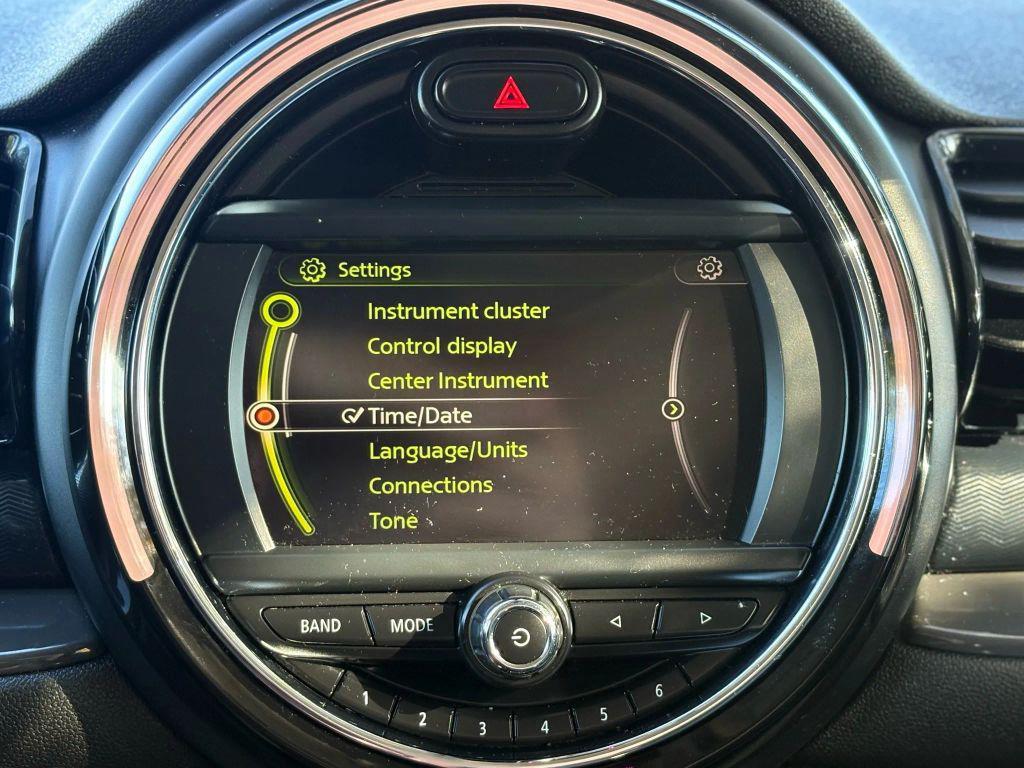 Settings
Instrument cluster
Control display
Center Instrument
Time/Date
Language/Units
Connections
Tone
BAND MODE
1 2 3 4 5 6